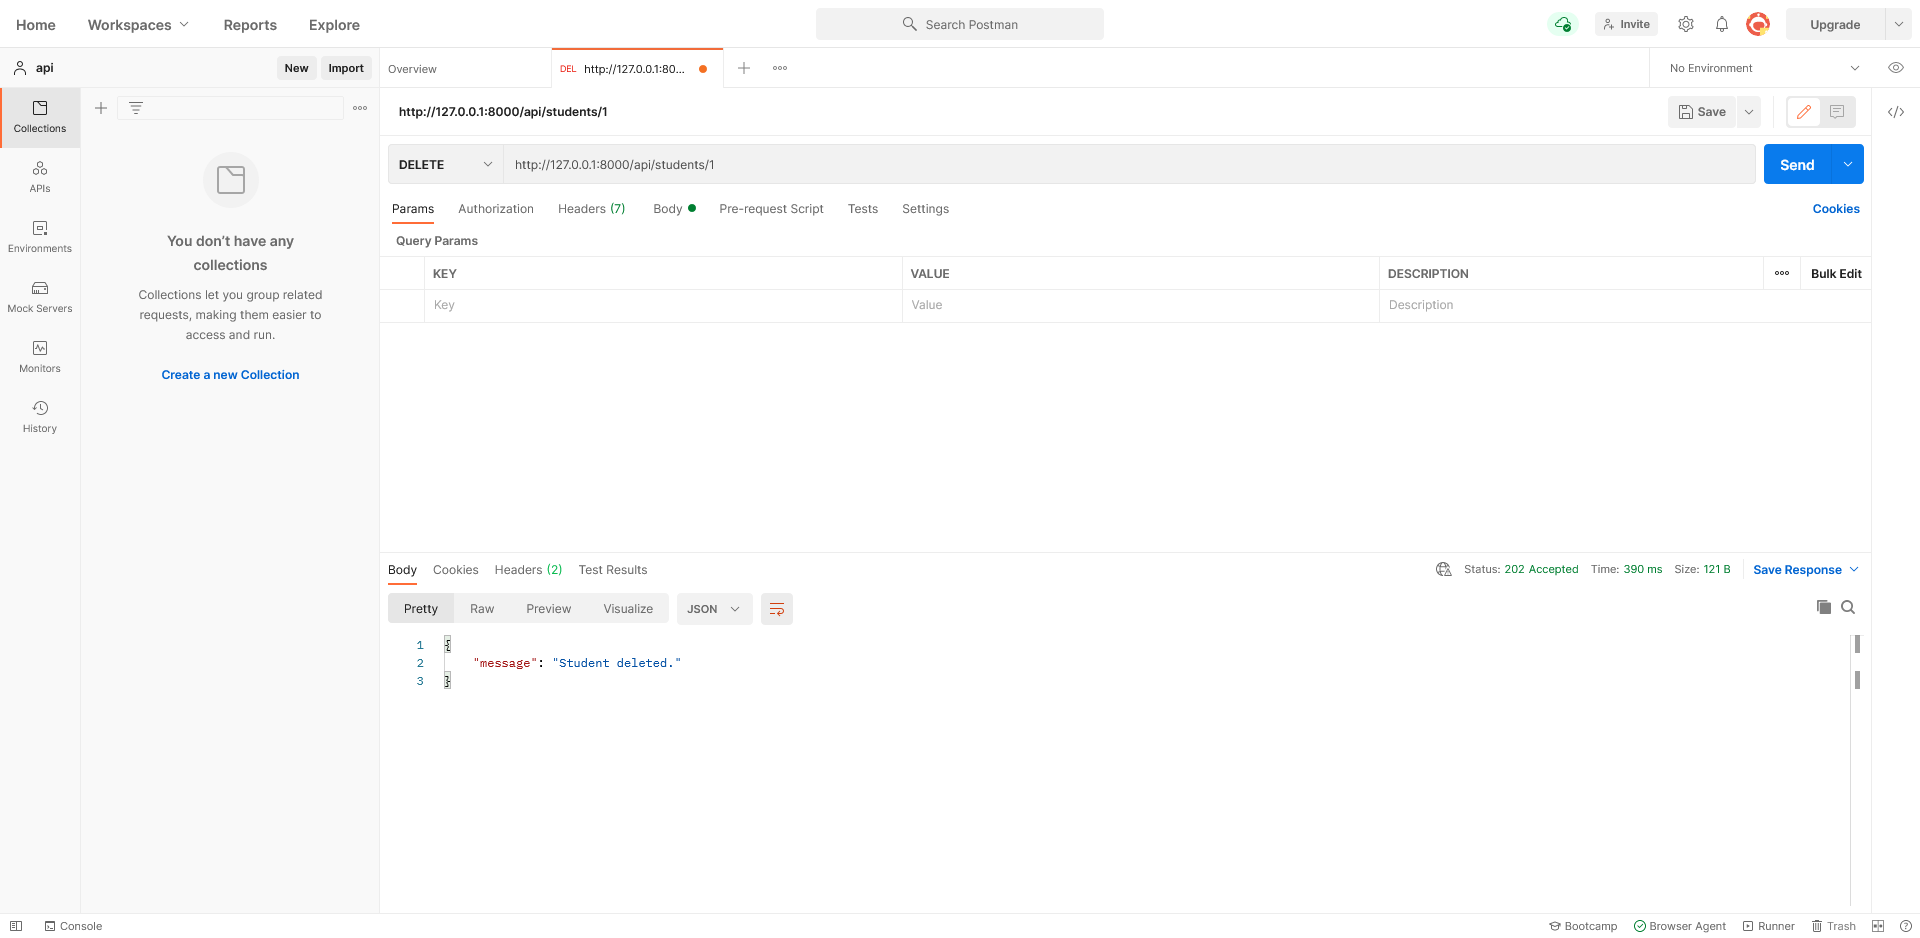 Home Workspaces Reports Explore Search Postman Invite Upgrade
api New Import Overview DEL http://127.0.0.1:80... No Environment
http://127.0.0.1:8000/api/students/1 Save
Collections
DELETE http://127.0.0.1:8000/api/students/1 Send
APIs
Params Authorization Headers (7) Body Pre-request Script Tests Settings Cookies
Query Params
Environments
KEY VALUE DESCRIPTION Bulk Edit
Key Value Description
Mock Servers
Monitors
History
You don’t have any
collections
Collections let you group related
requests, making them easier to
access and run.
Create a new Collection
Body Cookies Headers (2) Test Results Status: 202 Accepted Time: 390 ms Size: 121 B Save Response
Pretty Raw Preview Visualize JSON
1 {
2 "message": "Student deleted."
3 }
Console Bootcamp Browser Agent Runner Trash